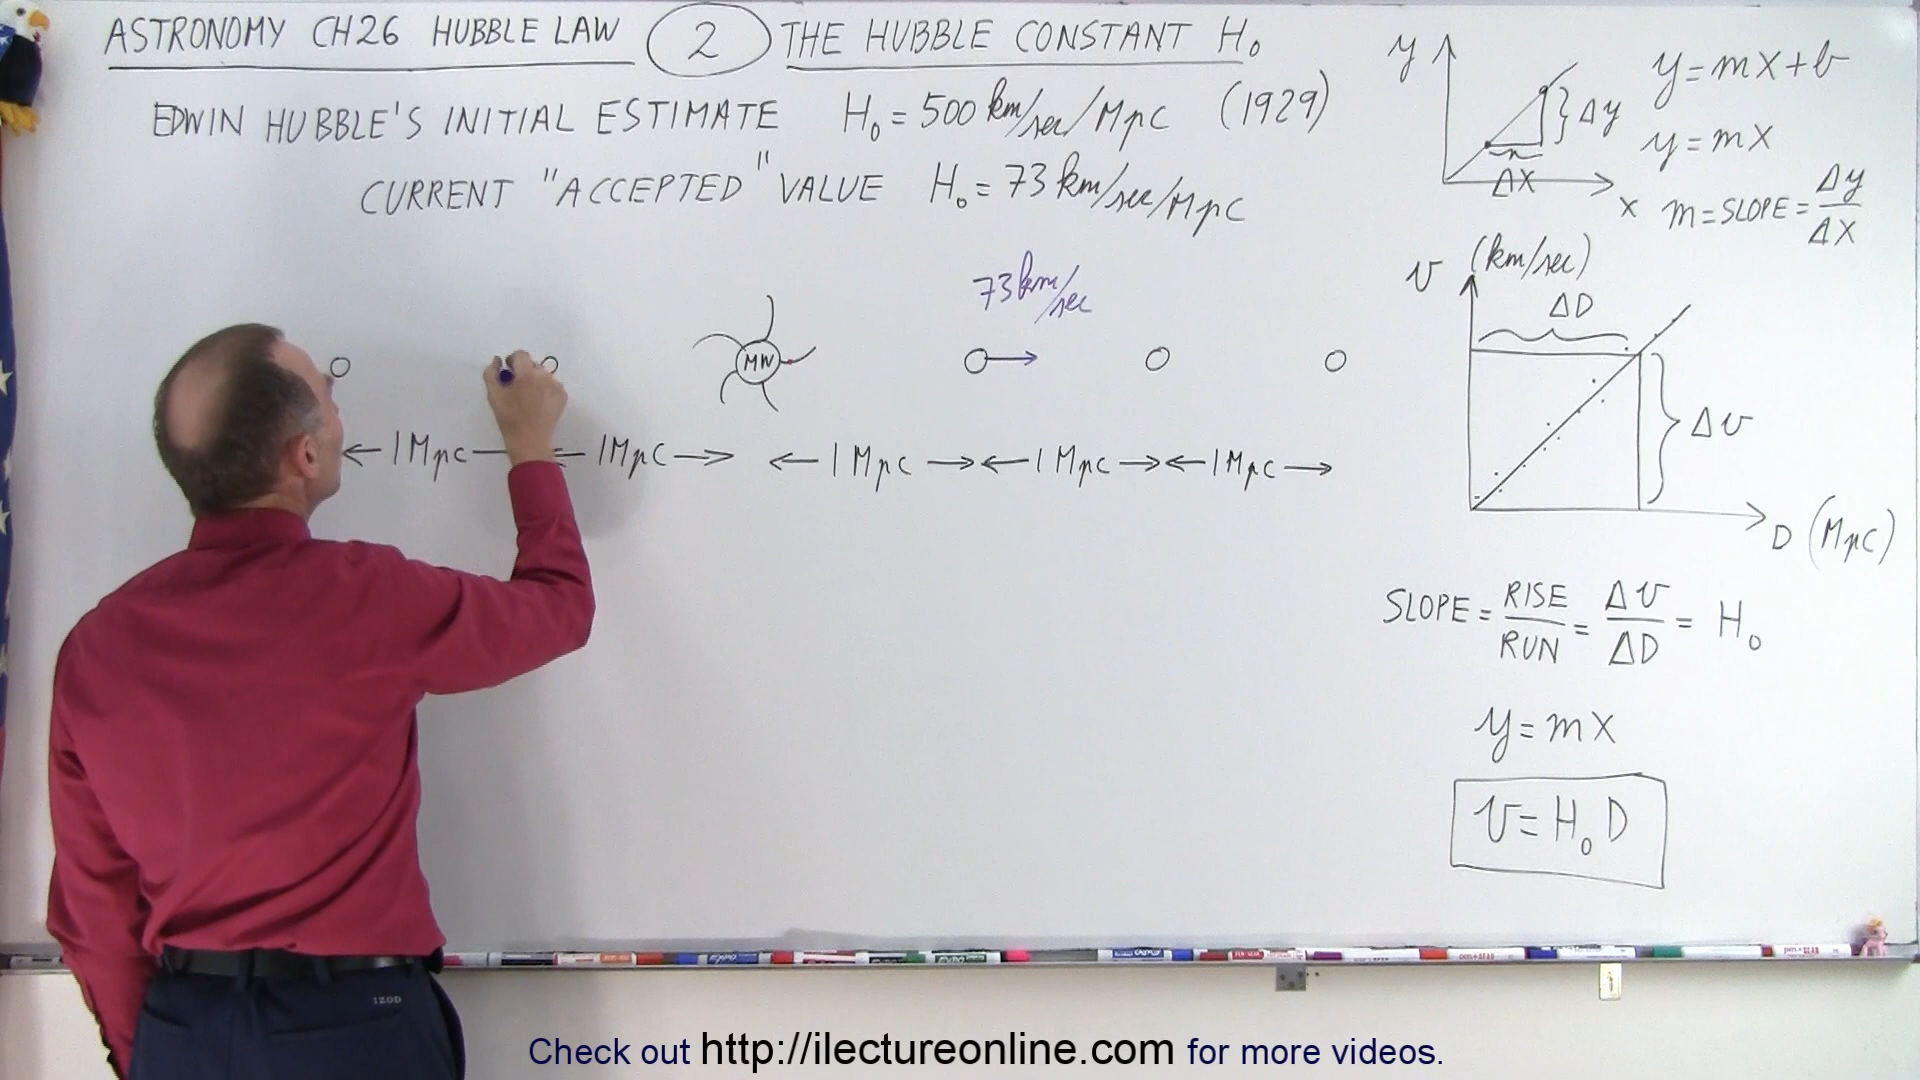 ASTRONOMY CH26 HUBBLE LAW 2 THE HUBBLE CONSTANT H₀
EDWIN HUBBLE'S INITIAL ESTIMATE H₀ = 500 km/sec/Mpc (1929)
CURRENT "ACCEPTED" VALUE H₀ = 73 km/sec/Mpc
73 km/sec
MW
1 Mpc 1 Mpc 1 Mpc 1 Mpc 1 Mpc
y
Δy
Δx
x
y = mx + b
y = mx
m = SLOPE = Δy/Δx
v (km/sec)
ΔD
Δv
D (Mpc)
SLOPE = RISE/RUN = Δv/ΔD = H₀
y = mx
v = H₀D
IZOD
Check out http://ilectureonline.com for more videos.